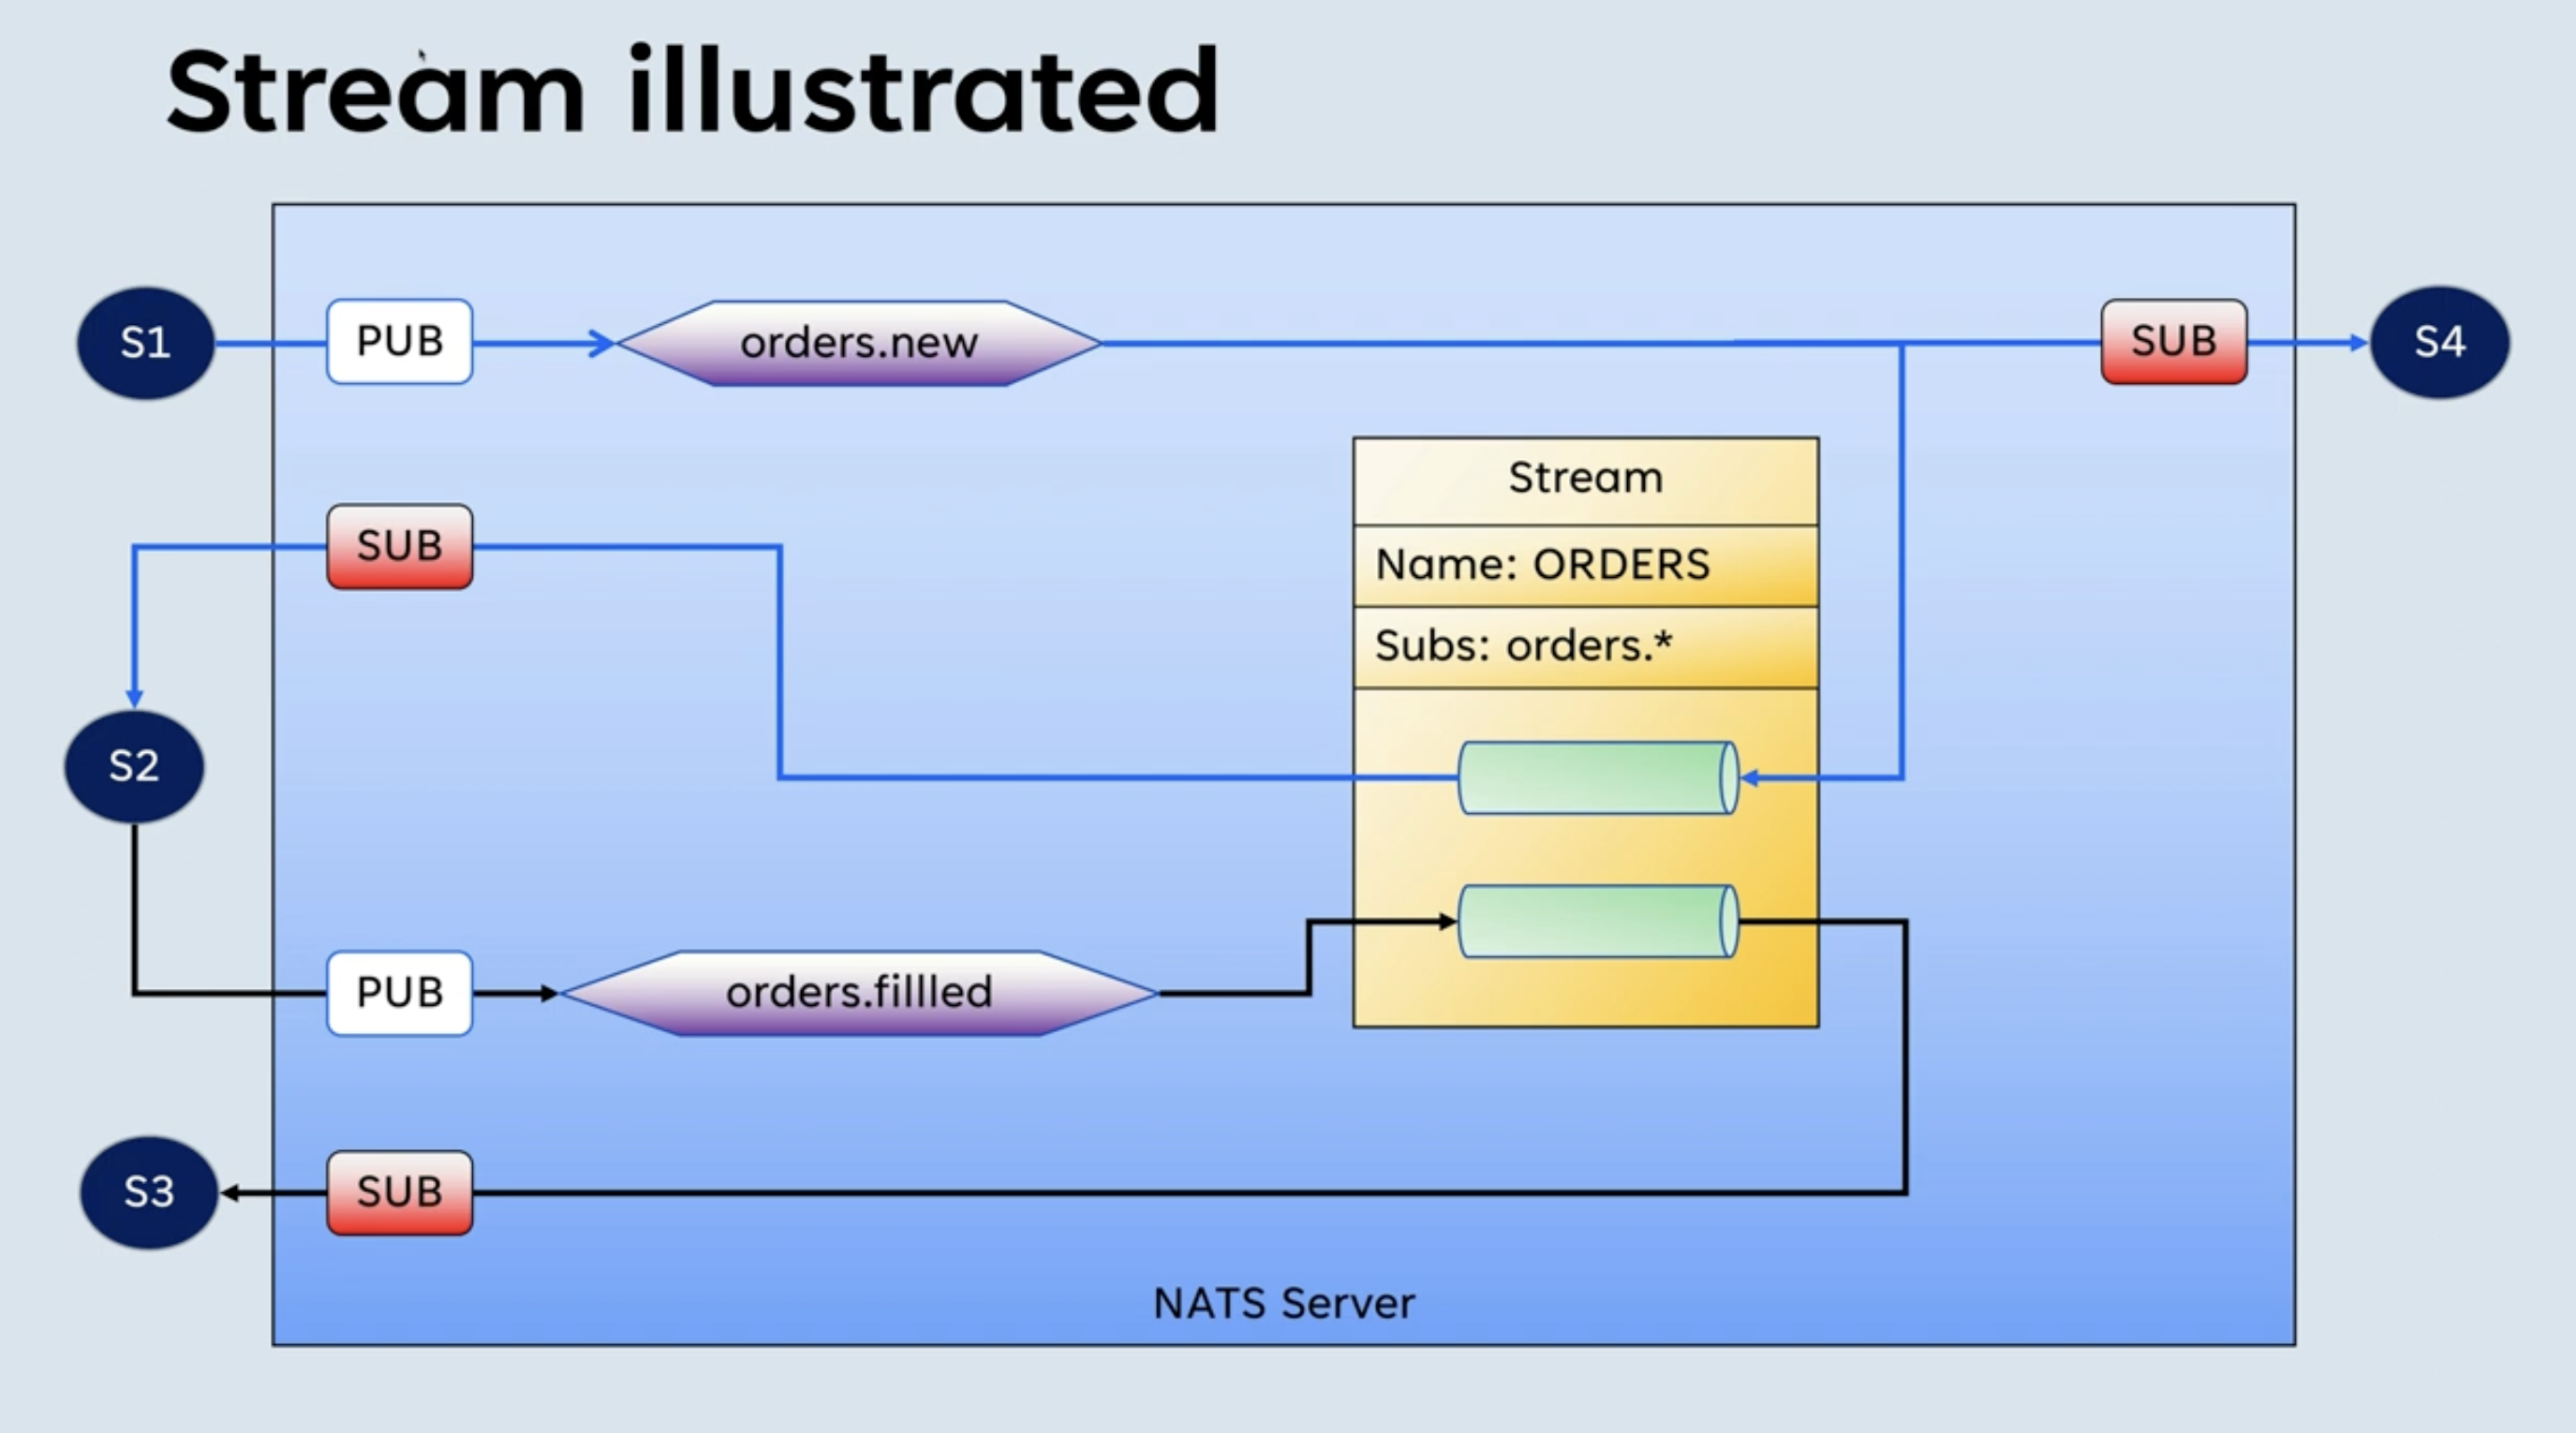 Stream illustrated
S1
PUB
orders.new
SUB
S4
Stream
Name: ORDERS
Subs: orders.*
SUB
S2
PUB
orders.fillled
S3
SUB
NATS Server